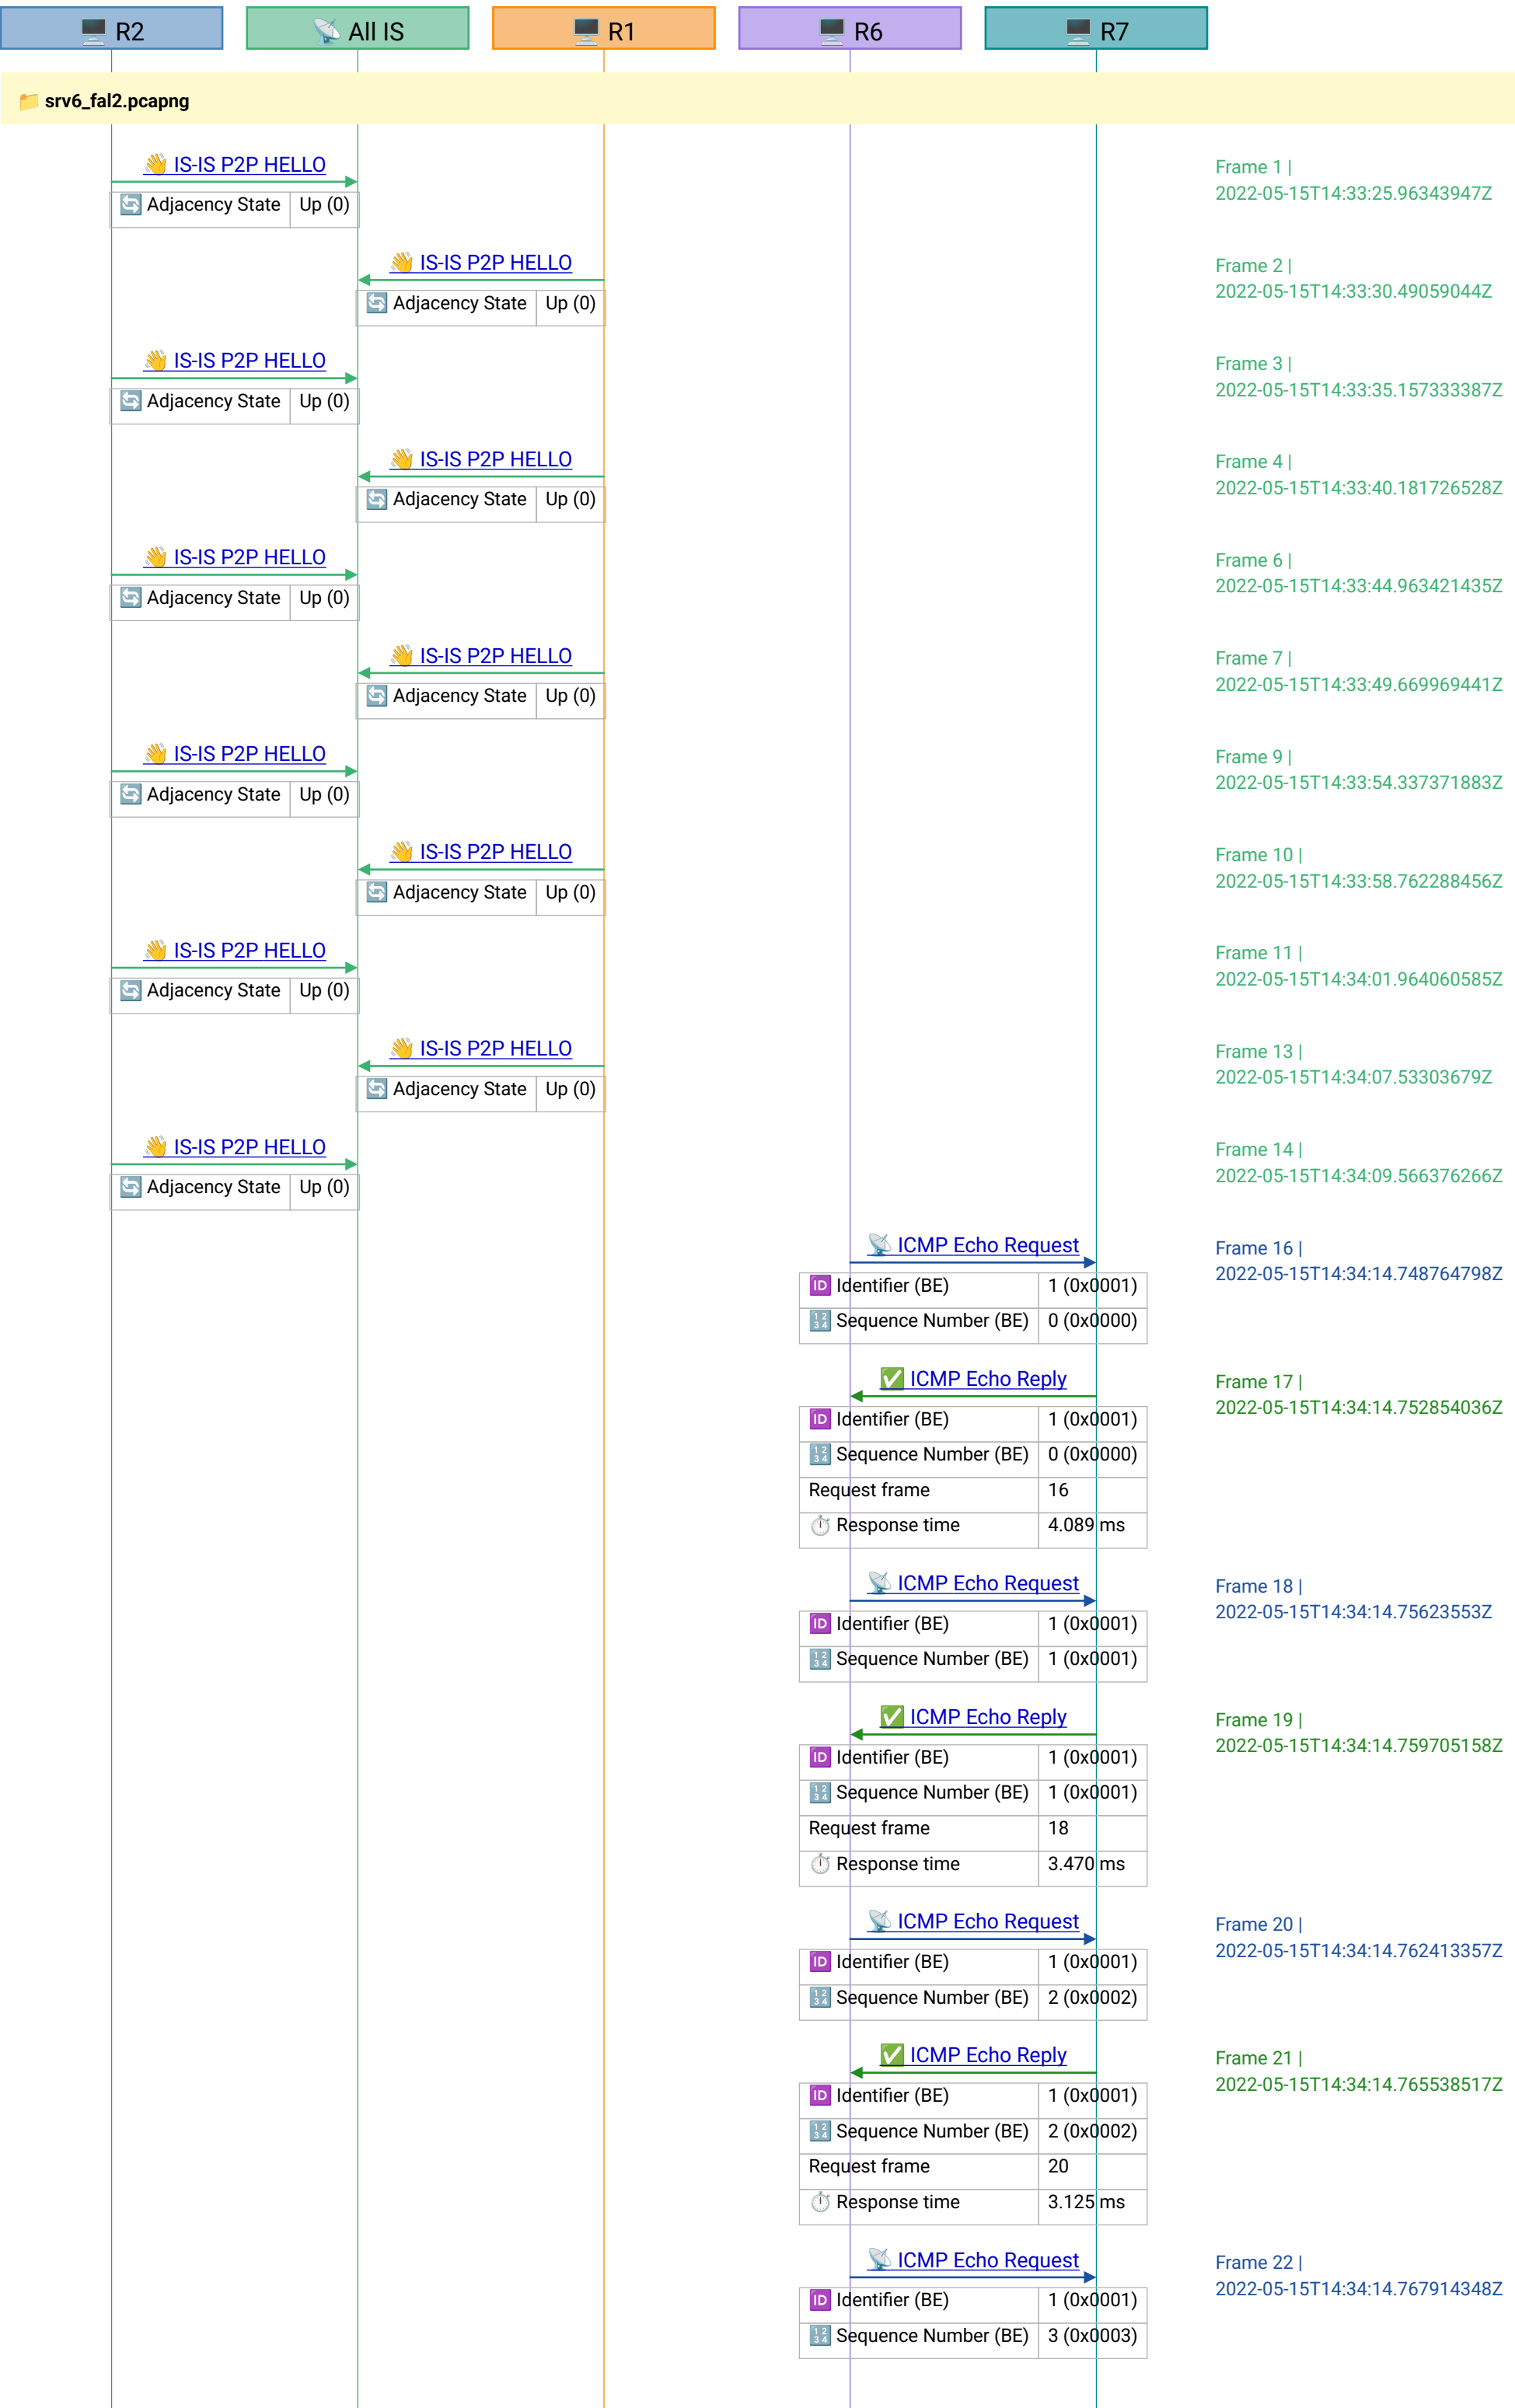 R2
All IS
R1
R6
R7
srv6_fal2.pcapng
IS-IS P2P HELLO
Frame 1 |
2022-05-15T14:33:25.96343947Z
Adjacency State Up (0)
IS-IS P2P HELLO
Frame 2 |
2022-05-15T14:33:30.49059044Z
Adjacency State Up (0)
IS-IS P2P HELLO
Frame 3 |
2022-05-15T14:33:35.157333387Z
Adjacency State Up (0)
IS-IS P2P HELLO
Frame 4 |
2022-05-15T14:33:40.181726528Z
Adjacency State Up (0)
IS-IS P2P HELLO
Frame 6 |
2022-05-15T14:33:44.963421435Z
Adjacency State Up (0)
IS-IS P2P HELLO
Frame 7 |
2022-05-15T14:33:49.669969441Z
Adjacency State Up (0)
IS-IS P2P HELLO
Frame 9 |
2022-05-15T14:33:54.337371883Z
Adjacency State Up (0)
IS-IS P2P HELLO
Frame 10 |
2022-05-15T14:33:58.762288456Z
Adjacency State Up (0)
IS-IS P2P HELLO
Frame 11 |
2022-05-15T14:34:01.964060585Z
Adjacency State Up (0)
IS-IS P2P HELLO
Frame 13 |
2022-05-15T14:34:07.53303679Z
Adjacency State Up (0)
IS-IS P2P HELLO
Frame 14 |
2022-05-15T14:34:09.566376266Z
Adjacency State Up (0)
ICMP Echo Request
Frame 16 |
2022-05-15T14:34:14.748764798Z
Identifier (BE) 1 (0x0001)
Sequence Number (BE) 0 (0x0000)
ICMP Echo Reply
Frame 17 |
2022-05-15T14:34:14.752854036Z
Identifier (BE) 1 (0x0001)
Sequence Number (BE) 0 (0x0000)
Request frame 16
Response time 4.089 ms
ICMP Echo Request
Frame 18 |
2022-05-15T14:34:14.75623553Z
Identifier (BE) 1 (0x0001)
Sequence Number (BE) 1 (0x0001)
ICMP Echo Reply
Frame 19 |
2022-05-15T14:34:14.759705158Z
Identifier (BE) 1 (0x0001)
Sequence Number (BE) 1 (0x0001)
Request frame 18
Response time 3.470 ms
ICMP Echo Request
Frame 20 |
2022-05-15T14:34:14.762413357Z
Identifier (BE) 1 (0x0001)
Sequence Number (BE) 2 (0x0002)
ICMP Echo Reply
Frame 21 |
2022-05-15T14:34:14.765538517Z
Identifier (BE) 1 (0x0001)
Sequence Number (BE) 2 (0x0002)
Request frame 20
Response time 3.125 ms
ICMP Echo Request
Frame 22 |
2022-05-15T14:34:14.767914348Z
Identifier (BE) 1 (0x0001)
Sequence Number (BE) 3 (0x0003)